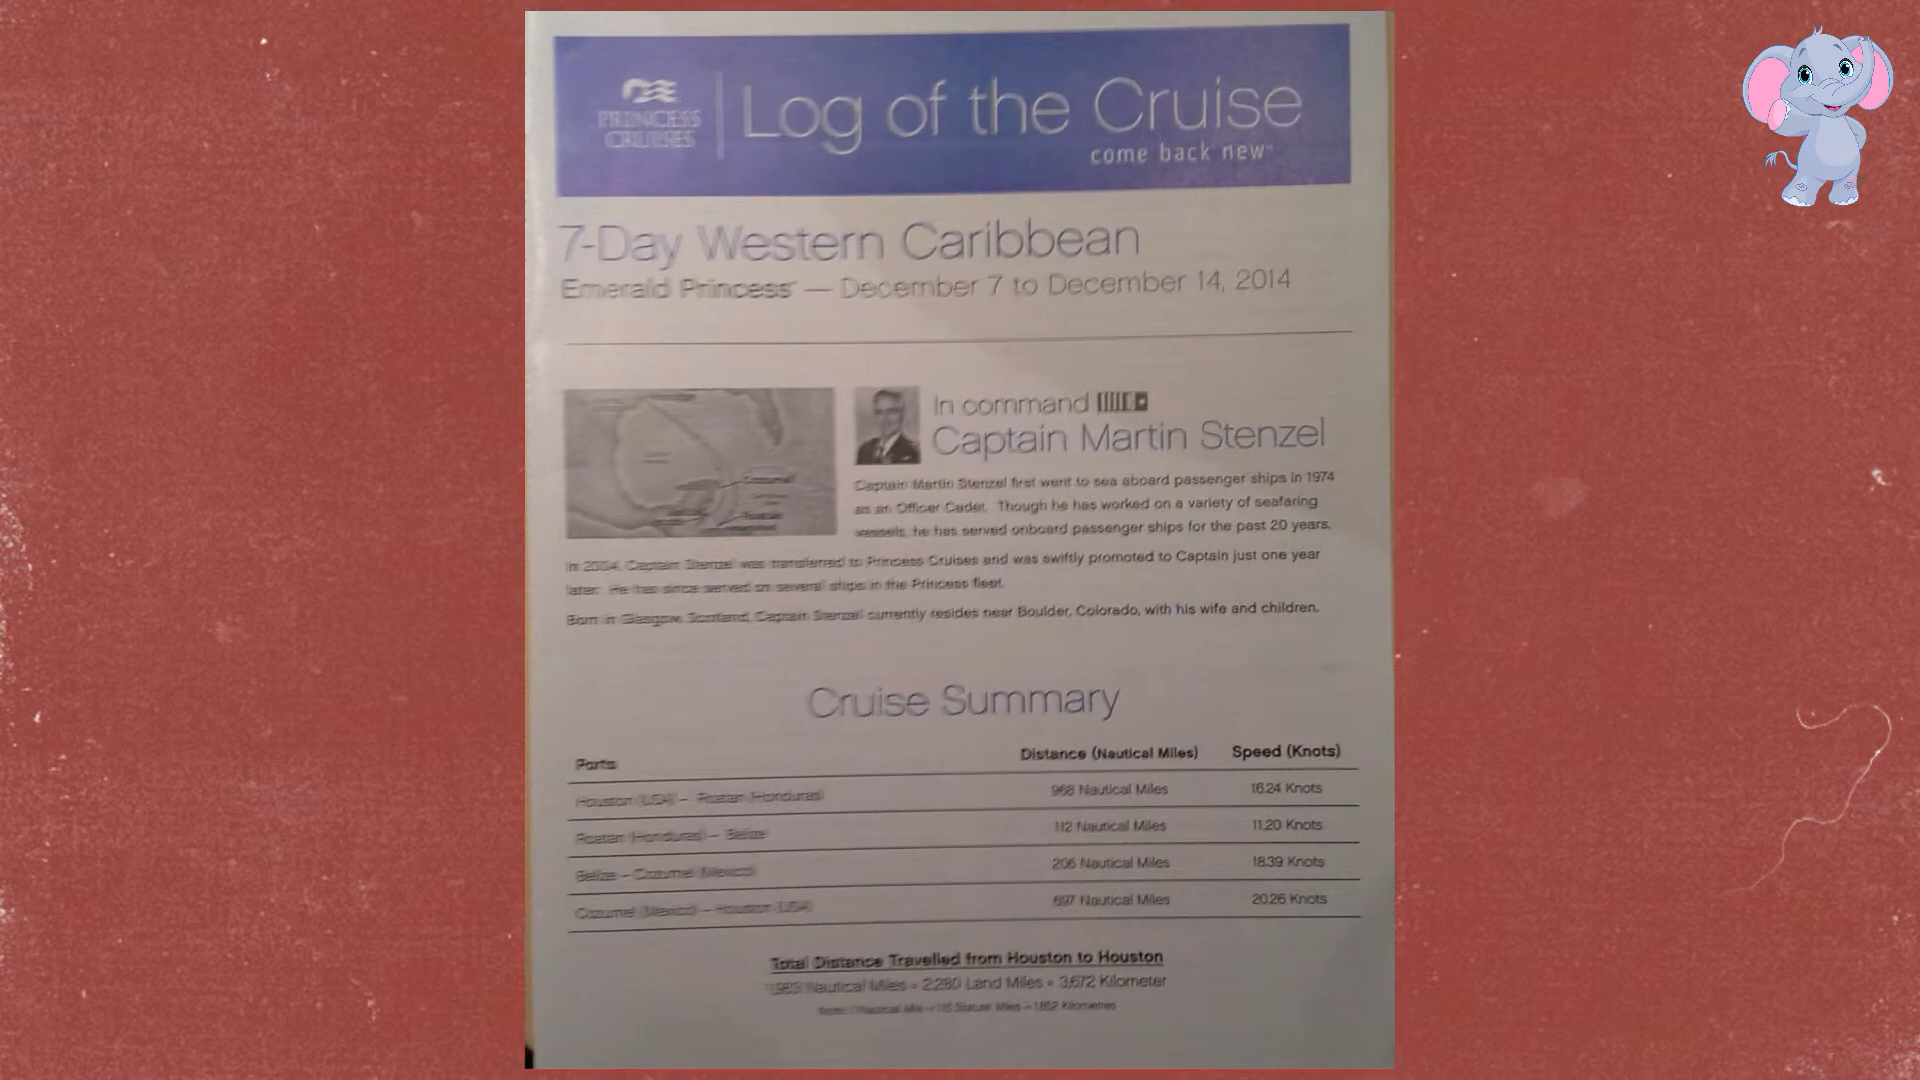 PRINCESS
CRUISES
Log of the Cruise
come back new
7-Day Western Caribbean
Emerald Princess — December 7 to December 14, 2014
In command
Captain Martin Stenzel
Captain Martin Stenzel first went to sea aboard passenger ships in 1974
as an Officer Cadet. Though he has worked on a variety of seafaring
vessels, he has served onboard passenger ships for the past 20 years.
In 2004, Captain Stenzel was transferred to Princess Cruises and was swiftly promoted to Captain just one year
later. He has since served on several ships in the Princess fleet.
Born in Glasgow, Scotland, Captain Stenzel currently resides near Boulder, Colorado, with his wife and children.
Cruise Summary
Ports Distance (Nautical Miles) Speed (Knots)
Houston (USA) – Roatan (Honduras) 968 Nautical Miles 16.24 Knots
Roatan (Honduras) – Belize 112 Nautical Miles 11.20 Knots
Belize – Cozumel (Mexico) 206 Nautical Miles 18.39 Knots
Cozumel (Mexico) – Houston (USA) 697 Nautical Miles 20.26 Knots
Total Distance Travelled from Houston to Houston
1983 Nautical Miles = 2,280 Land Miles = 3,672 Kilometer
Cozumel